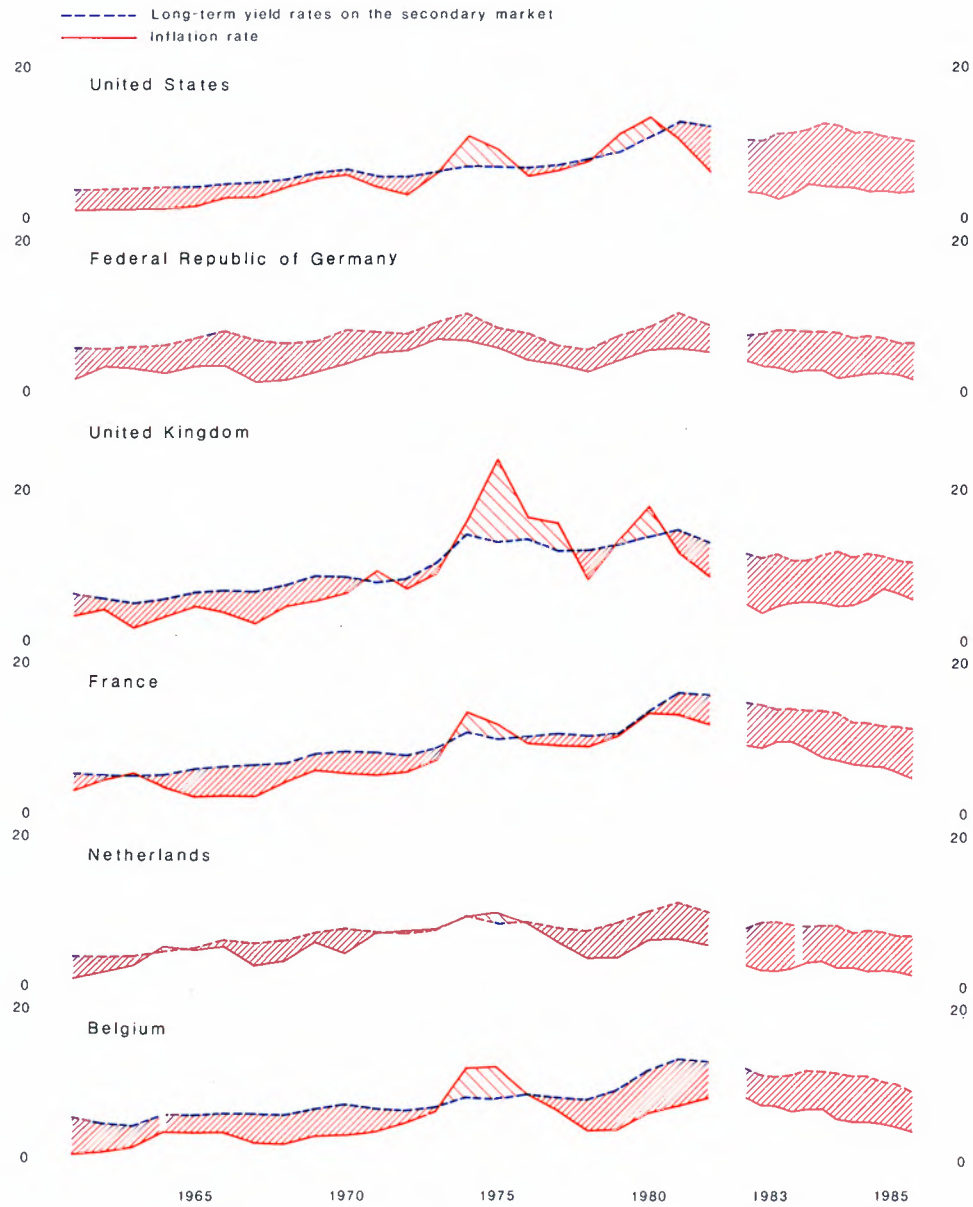 Long-term yield rates on the secondary market
Inflation rate
20 20
United States
0 0
20 20
Federal Republic of Germany
0 0
United Kingdom
20 20
0 0
20 20
France
0 0
20 20
Netherlands
0 0
20 20
Belgium
0 0
1965 1970 1975 1980 1983 1985